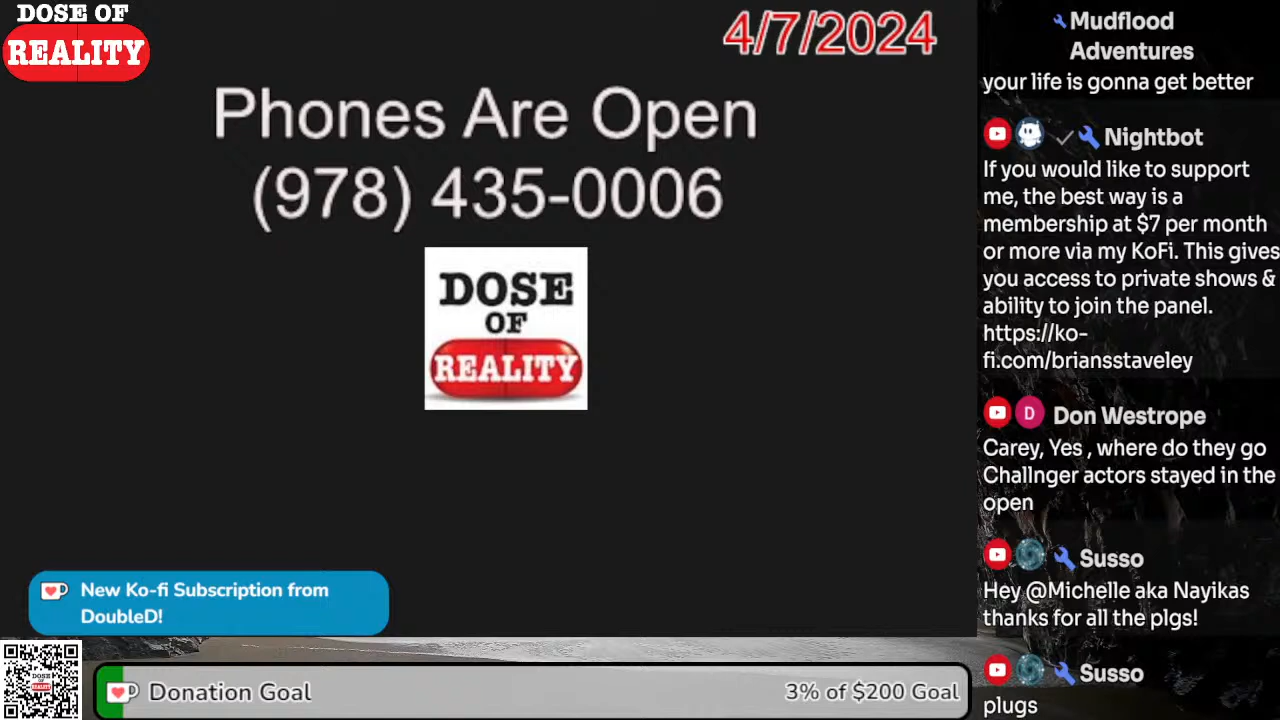 DOSE OF
REALITY
4/7/2024
Phones Are Open
(978) 435-0006
DOSE
OF
REALITY
New Ko-fi Subscription from
DoubleD!
Donation Goal
3% of $200 Goal
Mudflood
Adventures
your life is gonna get better
Nightbot
If you would like to support
me, the best way is a
membership at $7 per month
or more via my KoFi. This gives
you access to private shows &
ability to join the panel.
https://ko-
fi.com/briansstaveley
D Don Westrope
Carey, Yes , where do they go
Challnger actors stayed in the
open
Susso
Hey @Michelle aka Nayikas
thanks for all the plgs!
Susso
plugs